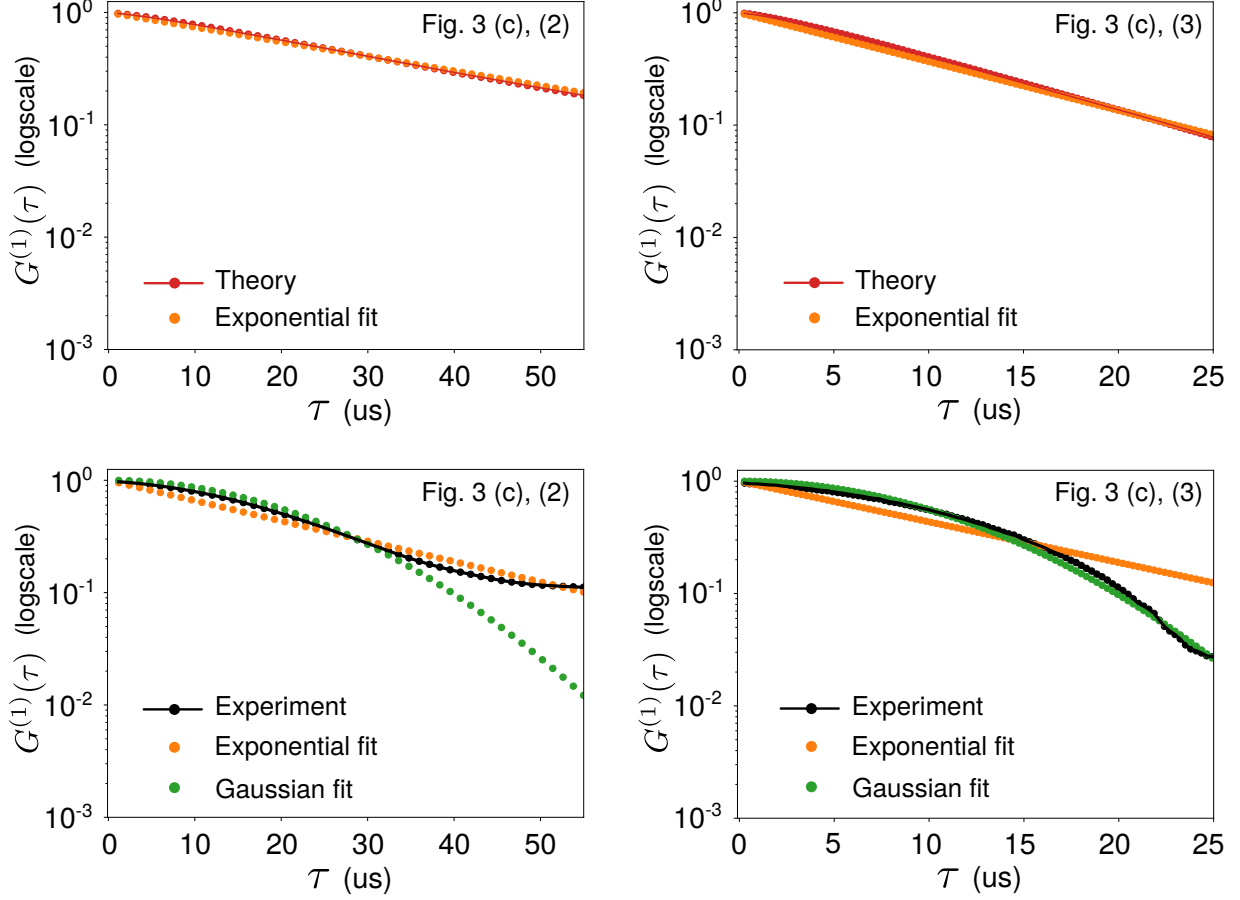 Fig. 3 (c), (2)
G^{(1)}(τ) (logscale)
10^0
10^{-1}
10^{-2}
10^{-3}
Theory
Exponential fit
0 10 20 30 40 50
τ (us)
Fig. 3 (c), (3)
G^{(1)}(τ) (logscale)
10^0
10^{-1}
10^{-2}
10^{-3}
Theory
Exponential fit
0 5 10 15 20 25
τ (us)
Fig. 3 (c), (2)
G^{(1)}(τ) (logscale)
10^0
10^{-1}
10^{-2}
10^{-3}
Experiment
Exponential fit
Gaussian fit
0 10 20 30 40 50
τ (us)
Fig. 3 (c), (3)
G^{(1)}(τ) (logscale)
10^0
10^{-1}
10^{-2}
10^{-3}
Experiment
Exponential fit
Gaussian fit
0 5 10 15 20 25
τ (us)